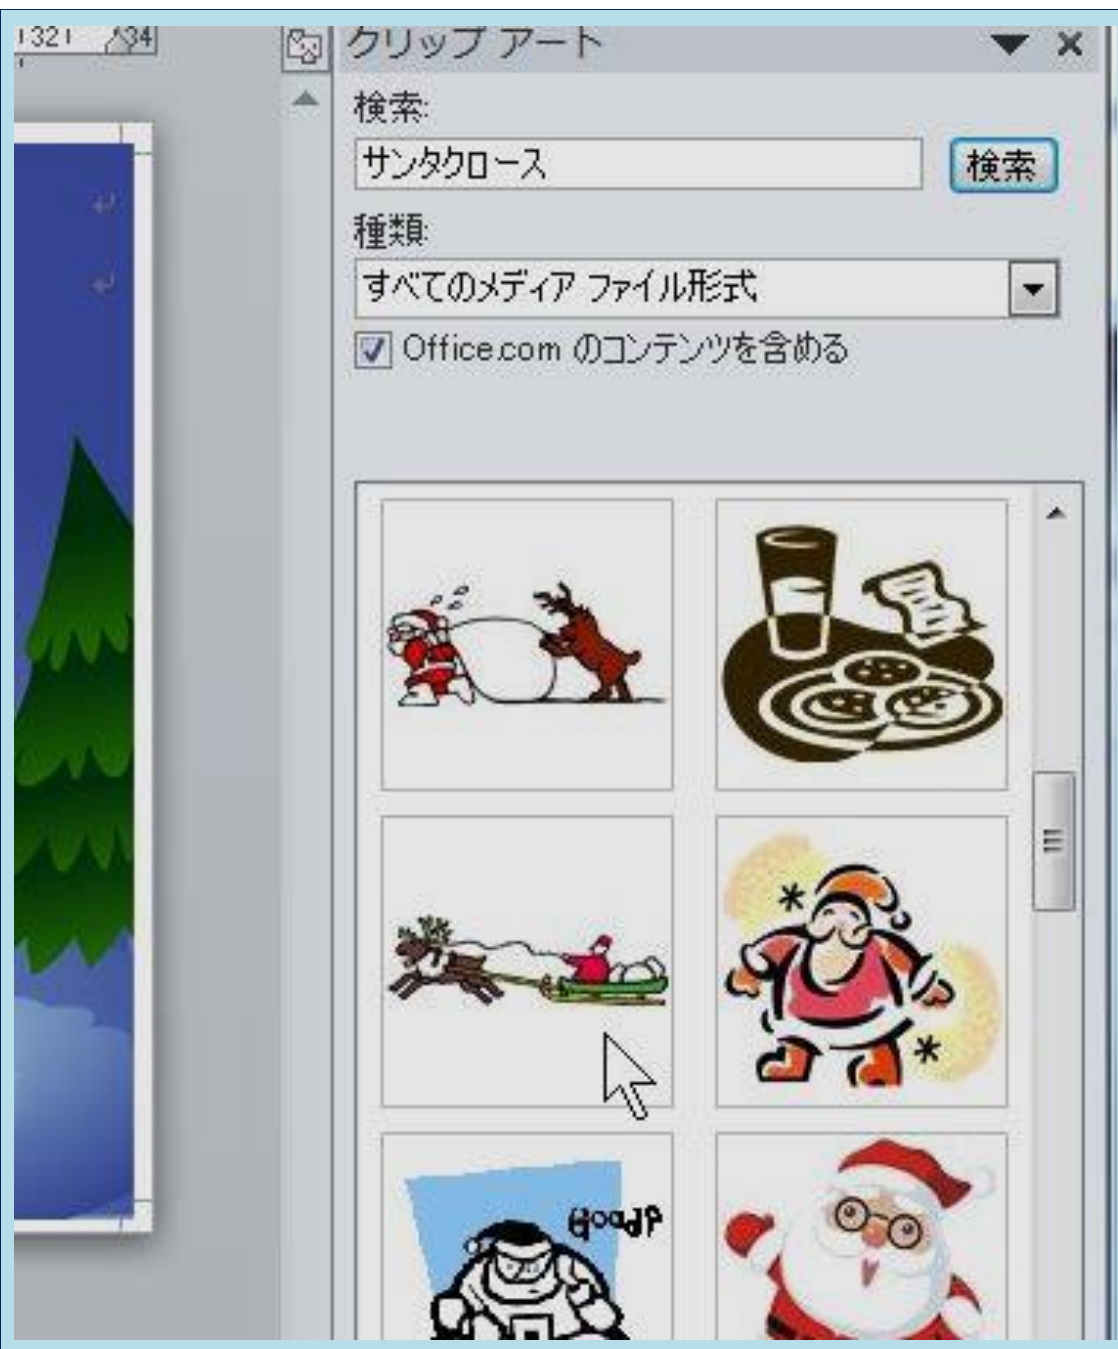 32 34
クリップ アート
検索:
サンタクロース 検索
種類:
すべてのメディア ファイル形式
Office.com のコンテンツを含める